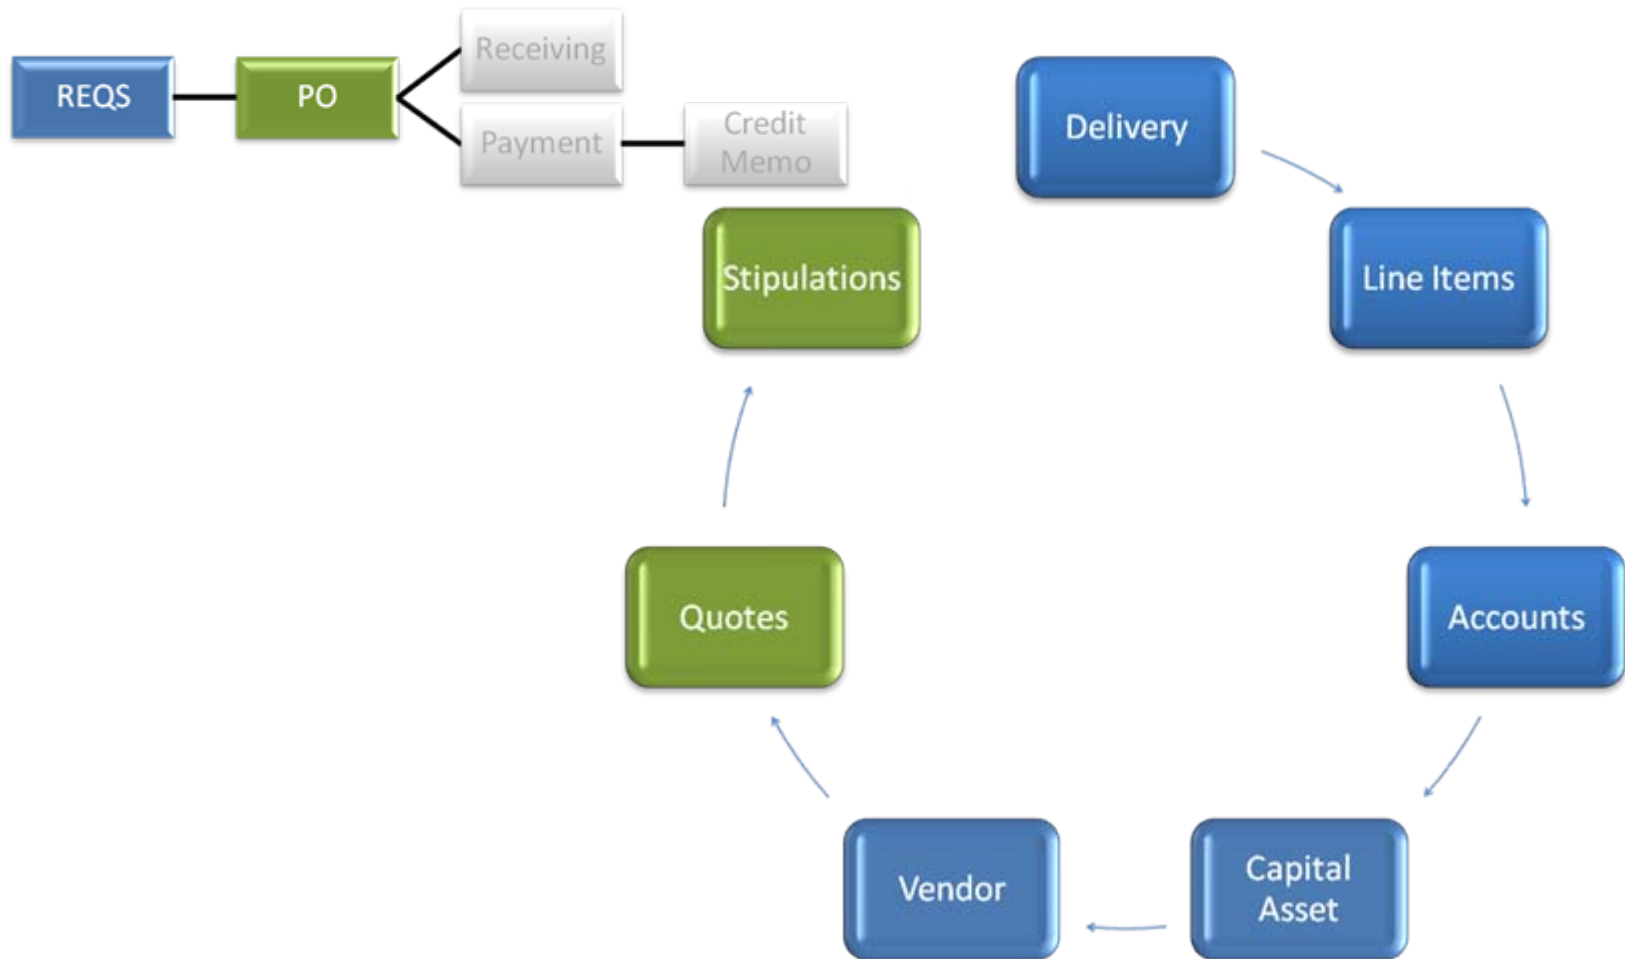 REQS
PO
Receiving
Payment
Credit
Memo
Delivery
Line Items
Accounts
Capital
Asset
Vendor
Quotes
Stipulations